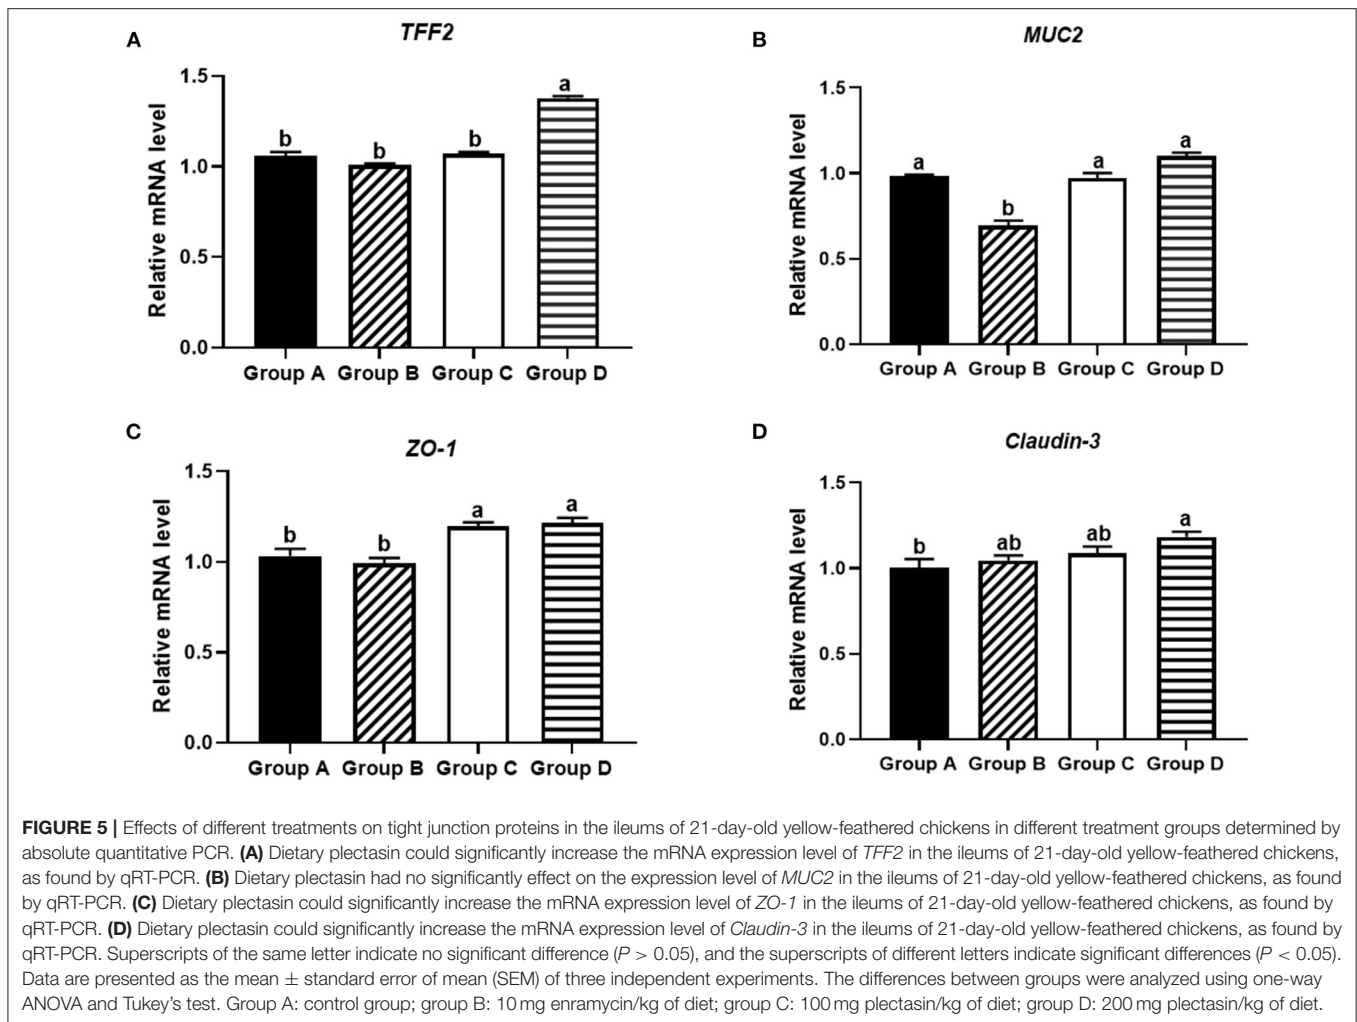 A
TFF2
Relative mRNA level
1.5
1.0
0.5
0.0
b
b
b
a
Group A Group B Group C Group D
B
MUC2
Relative mRNA level
1.5
1.0
0.5
0.0
a
b
a
a
Group A Group B Group C Group D
C
ZO-1
Relative mRNA level
1.5
1.0
0.5
0.0
b
b
a
a
Group A Group B Group C Group D
D
Claudin-3
Relative mRNA level
1.5
1.0
0.5
0.0
b
ab
ab
a
Group A Group B Group C Group D
FIGURE 5 | Effects of different treatments on tight junction proteins in the ileums of 21-day-old yellow-feathered chickens in different treatment groups determined by
absolute quantitative PCR. (A) Dietary plectasin could significantly increase the mRNA expression level of TFF2 in the ileums of 21-day-old yellow-feathered chickens,
as found by qRT-PCR. (B) Dietary plectasin had no significantly effect on the expression level of MUC2 in the ileums of 21-day-old yellow-feathered chickens, as found
by qRT-PCR. (C) Dietary plectasin could significantly increase the mRNA expression level of ZO-1 in the ileums of 21-day-old yellow-feathered chickens, as found by
qRT-PCR. (D) Dietary plectasin could significantly increase the mRNA expression level of Claudin-3 in the ileums of 21-day-old yellow-feathered chickens, as found by
qRT-PCR. Superscripts of the same letter indicate no significant difference (P > 0.05), and the superscripts of different letters indicate significant differences (P < 0.05).
Data are presented as the mean ± standard error of mean (SEM) of three independent experiments. The differences between groups were analyzed using one-way
ANOVA and Tukey's test. Group A: control group; group B: 10 mg enramycin/kg of diet; group C: 100 mg plectasin/kg of diet; group D: 200 mg plectasin/kg of diet.